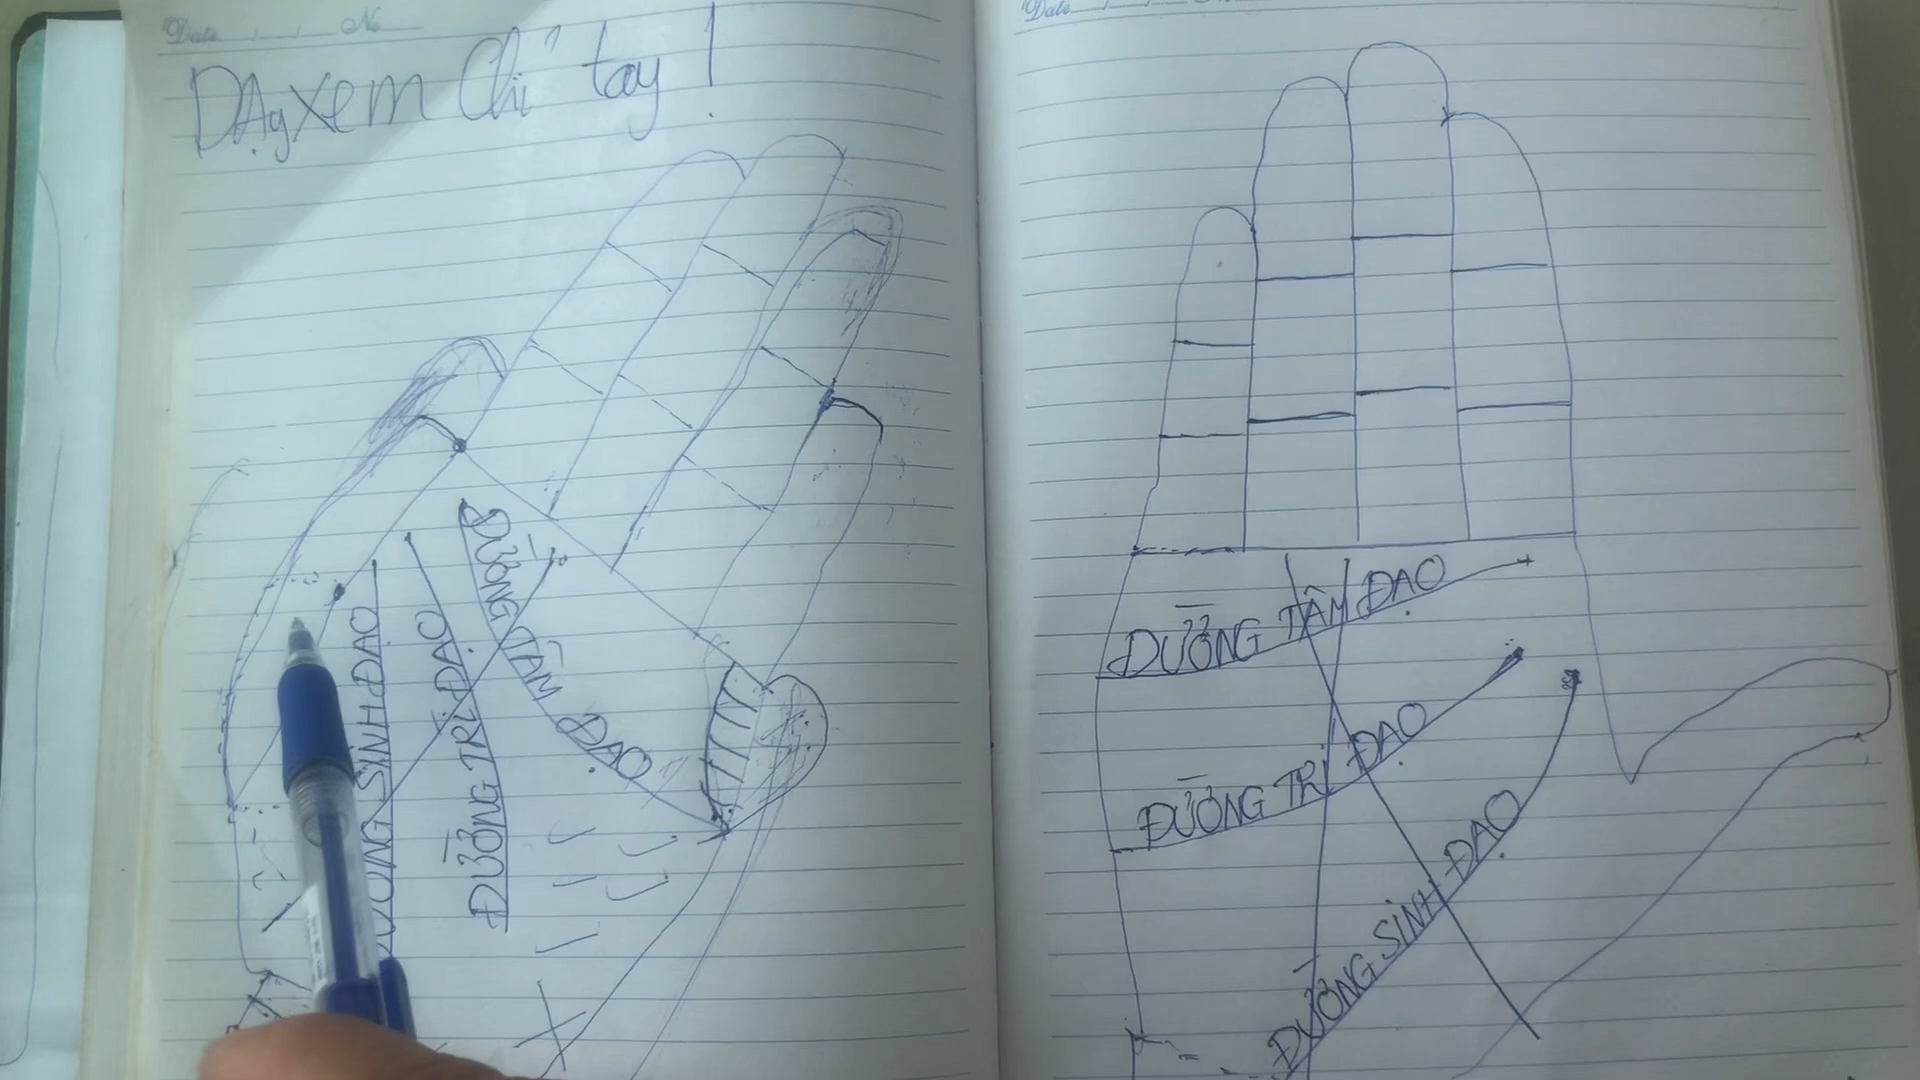 Date No
DẠy xem Chỉ tay !
ĐƯỜNG SINH ĐẠO
ĐƯỜNG TRÍ ĐẠO
ĐƯỜNG TÂM ĐẠO
Date
ĐƯỜNG TÂM ĐẠO
ĐƯỜNG TRÍ ĐẠO
ĐƯỜNG SINH ĐẠO